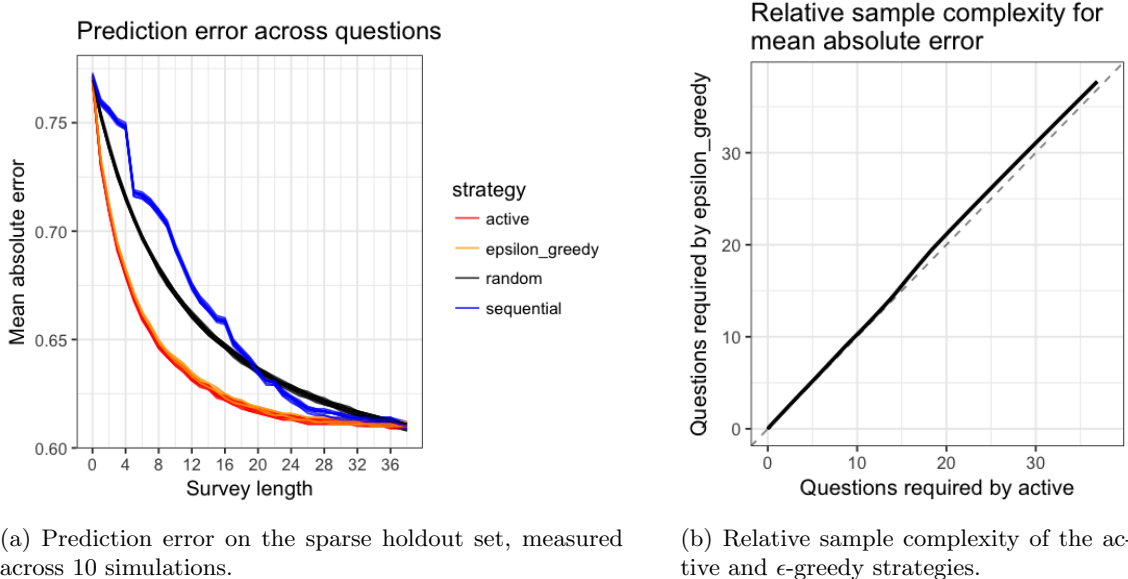 Prediction error across questions
0.75
0.70
0.65
0.60
Mean absolute error
0 4 8 12 16 20 24 28 32 36
Survey length
strategy
active
epsilon_greedy
random
sequential
(a) Prediction error on the sparse holdout set, measured
across 10 simulations.
Relative sample complexity for
mean absolute error
30
20
10
0
Questions required by epsilon_greedy
0 10 20 30
Questions required by active
(b) Relative sample complexity of the ac-
tive and ϵ-greedy strategies.